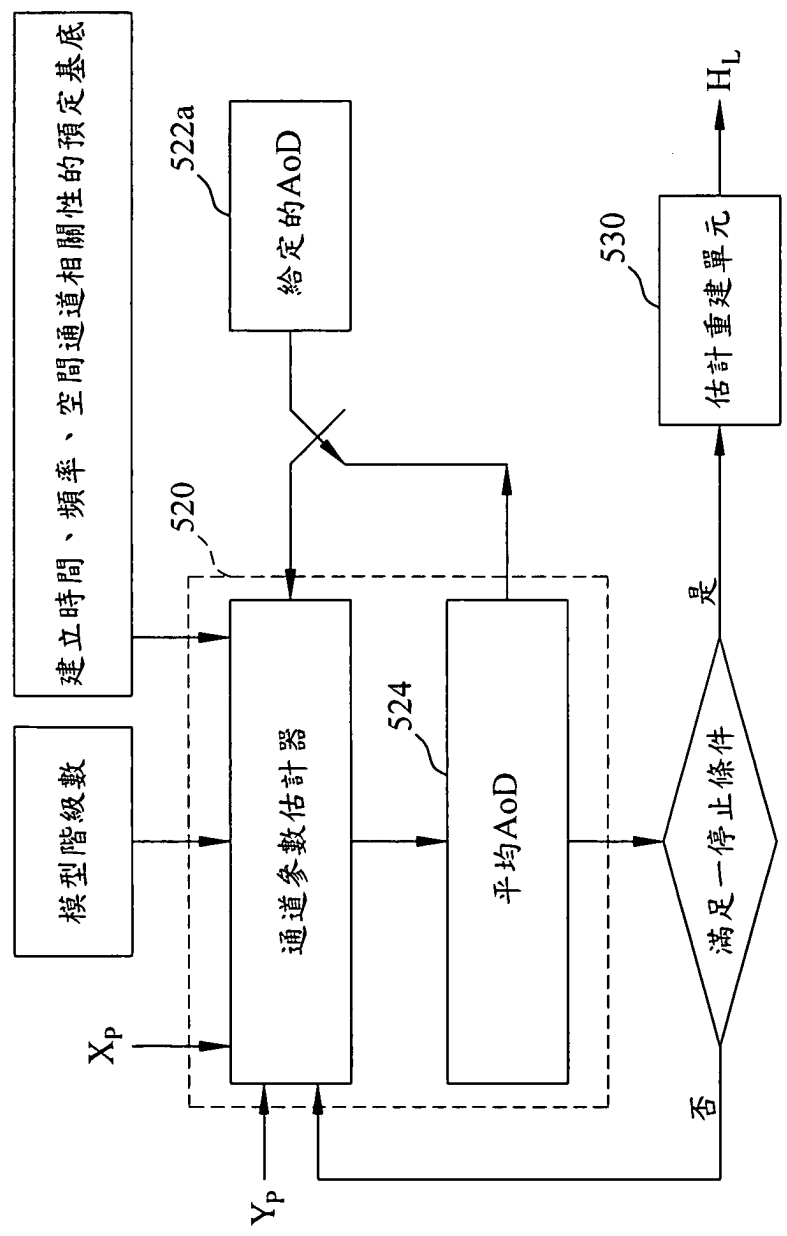 建立時間、頻率、空間通道相關性的預定基底
模型階級數
X_P
Y_P
520
通道參數估計器
522a
給定的AoD
524
平均AoD
滿足一停止條件
否
是
530
估計重建單元
H_L